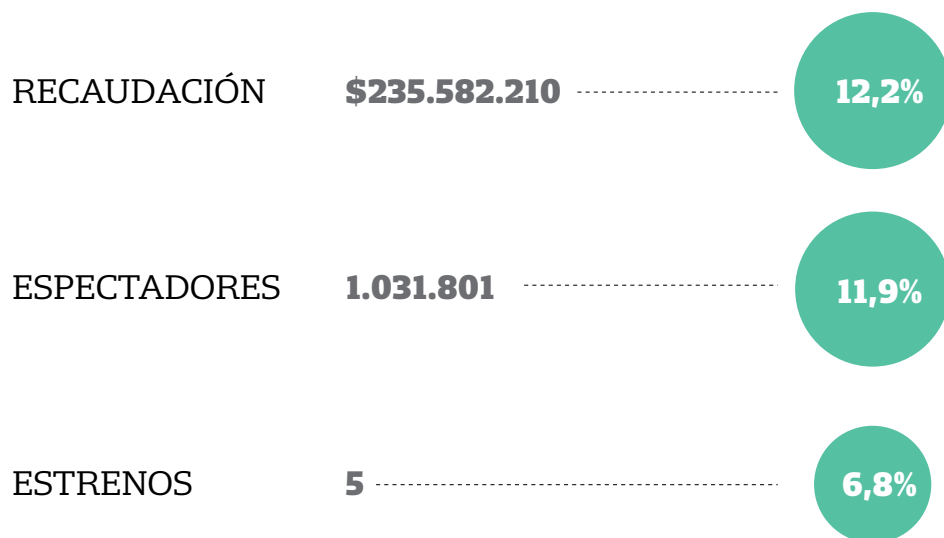 RECAUDACIÓN $235.582.210 12,2%
ESPECTADORES 1.031.801 11,9%
ESTRENOS 5 6,8%